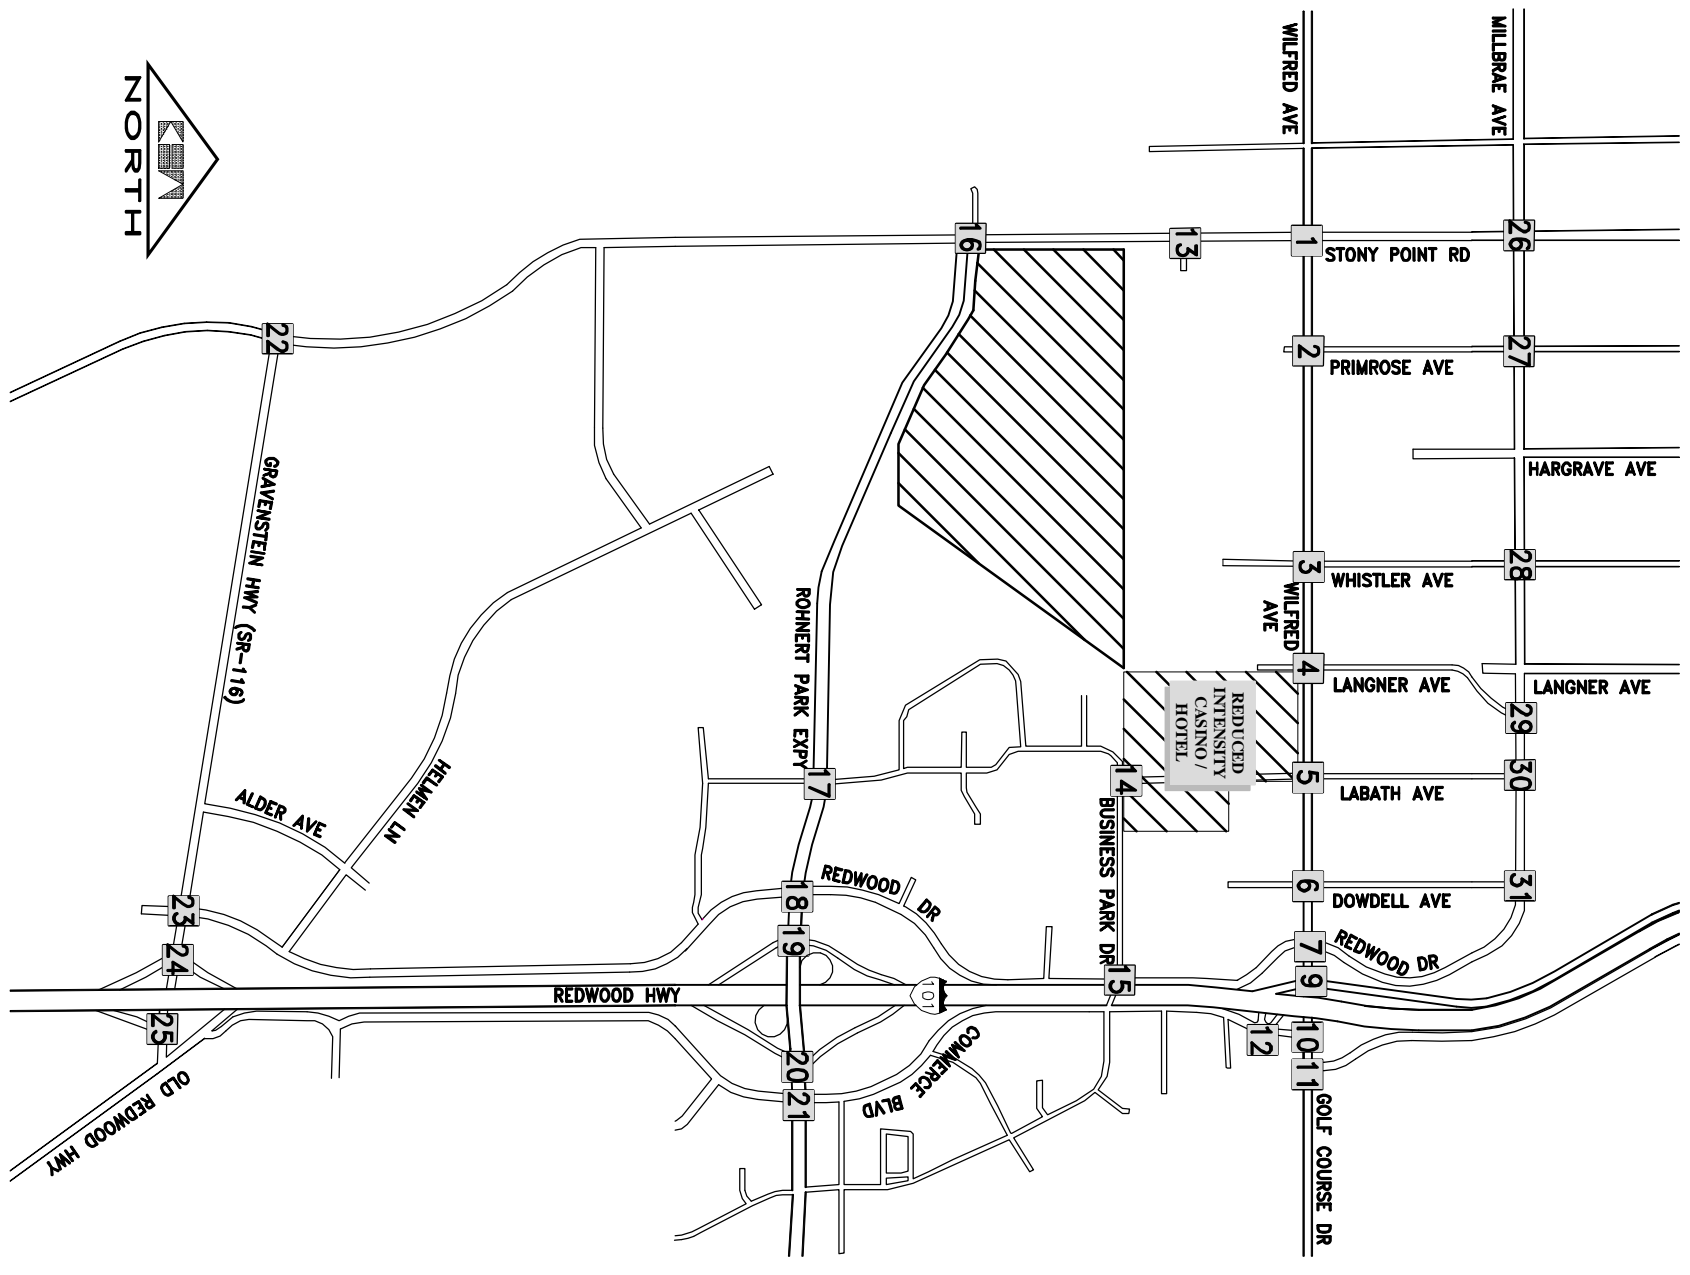 WILFRED AVE
MILLBRAE AVE
NORTH
16
13
1
26
STONY POINT RD
22
2
27
PRIMROSE AVE
HARGRAVE AVE
GRAVENSTEIN HWY (SR-116)
3
28
WHISTLER AVE
WILFRED
AVE
ROHNERT PARK EXPY
4
LANGNER AVE
LANGNER AVE
29
REDUCED
INTENSITY
CASINO /
HOTEL
17
14
5
30
LABATH AVE
HELMEN LN
ALDER AVE
BUSINESS PARK DR
REDWOOD DR
18
6
31
DOWDELL AVE
23
19
7
REDWOOD DR
24
15
9
REDWOOD HWY
101
25
12
10
20
11
21
COMMERCE BLVD
OLD REDWOOD HWY
GOLF COURSE DR